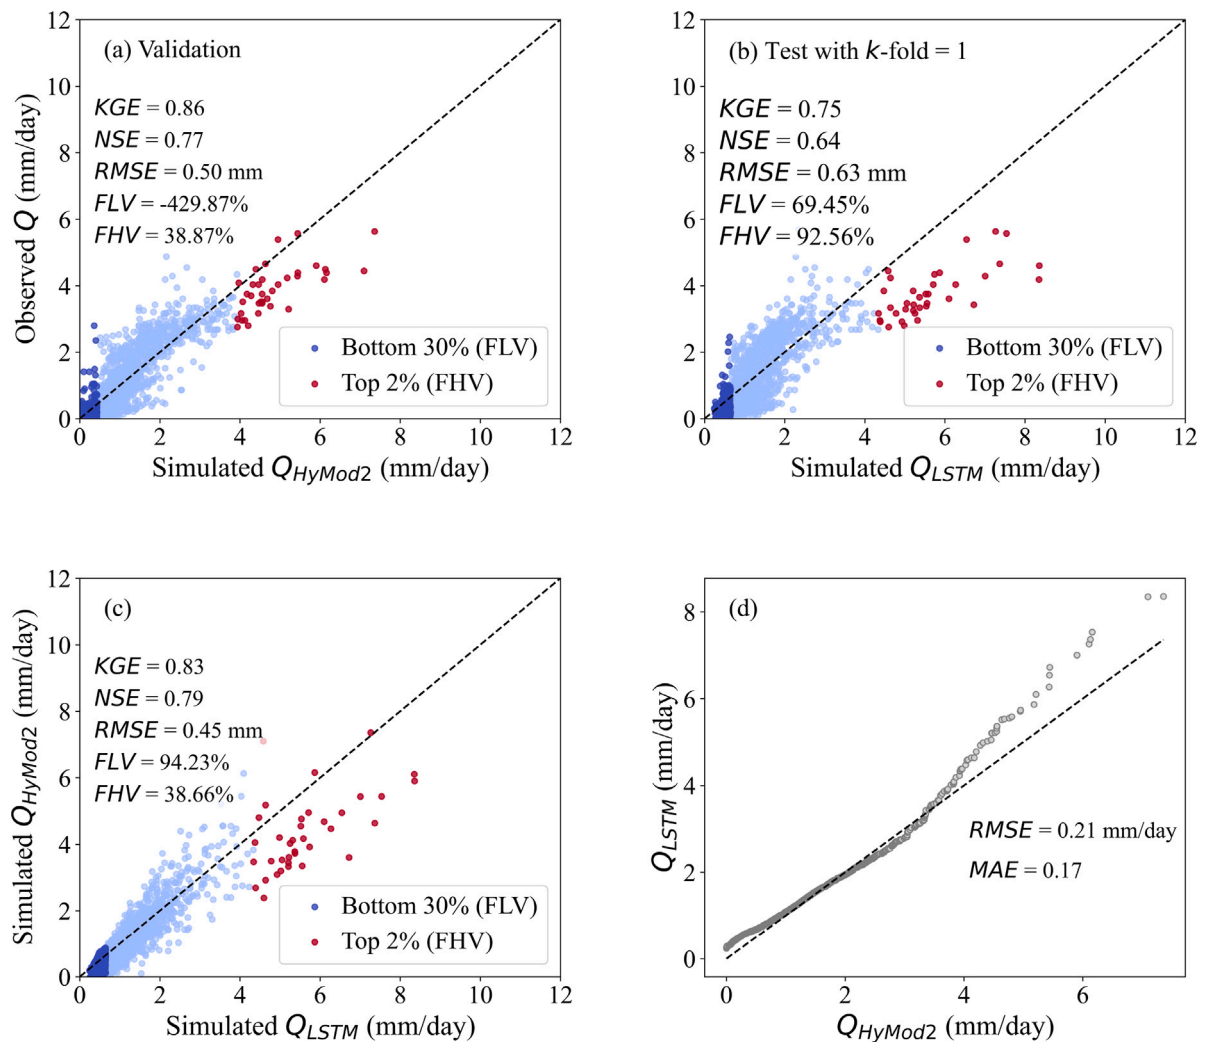 (a) Validation
KGE = 0.86
NSE = 0.77
RMSE = 0.50 mm
FLV = -429.87%
FHV = 38.87%
Bottom 30% (FLV)
Top 2% (FHV)
Observed Q (mm/day)
12
10
8
6
4
2
0
0 2 4 6 8 10 12
Simulated Q_HyMod2 (mm/day)
(b) Test with k-fold = 1
KGE = 0.75
NSE = 0.64
RMSE = 0.63 mm
FLV = 69.45%
FHV = 92.56%
Bottom 30% (FLV)
Top 2% (FHV)
12
10
8
6
4
2
0
0 2 4 6 8 10 12
Simulated Q_LSTM (mm/day)
(c)
KGE = 0.83
NSE = 0.79
RMSE = 0.45 mm
FLV = 94.23%
FHV = 38.66%
Bottom 30% (FLV)
Top 2% (FHV)
Simulated Q_HyMod2 (mm/day)
12
10
8
6
4
2
0
0 2 4 6 8 10 12
Simulated Q_LSTM (mm/day)
(d)
RMSE = 0.21 mm/day
MAE = 0.17
Q_LSTM (mm/day)
8
6
4
2
0
0 2 4 6
Q_HyMod2 (mm/day)